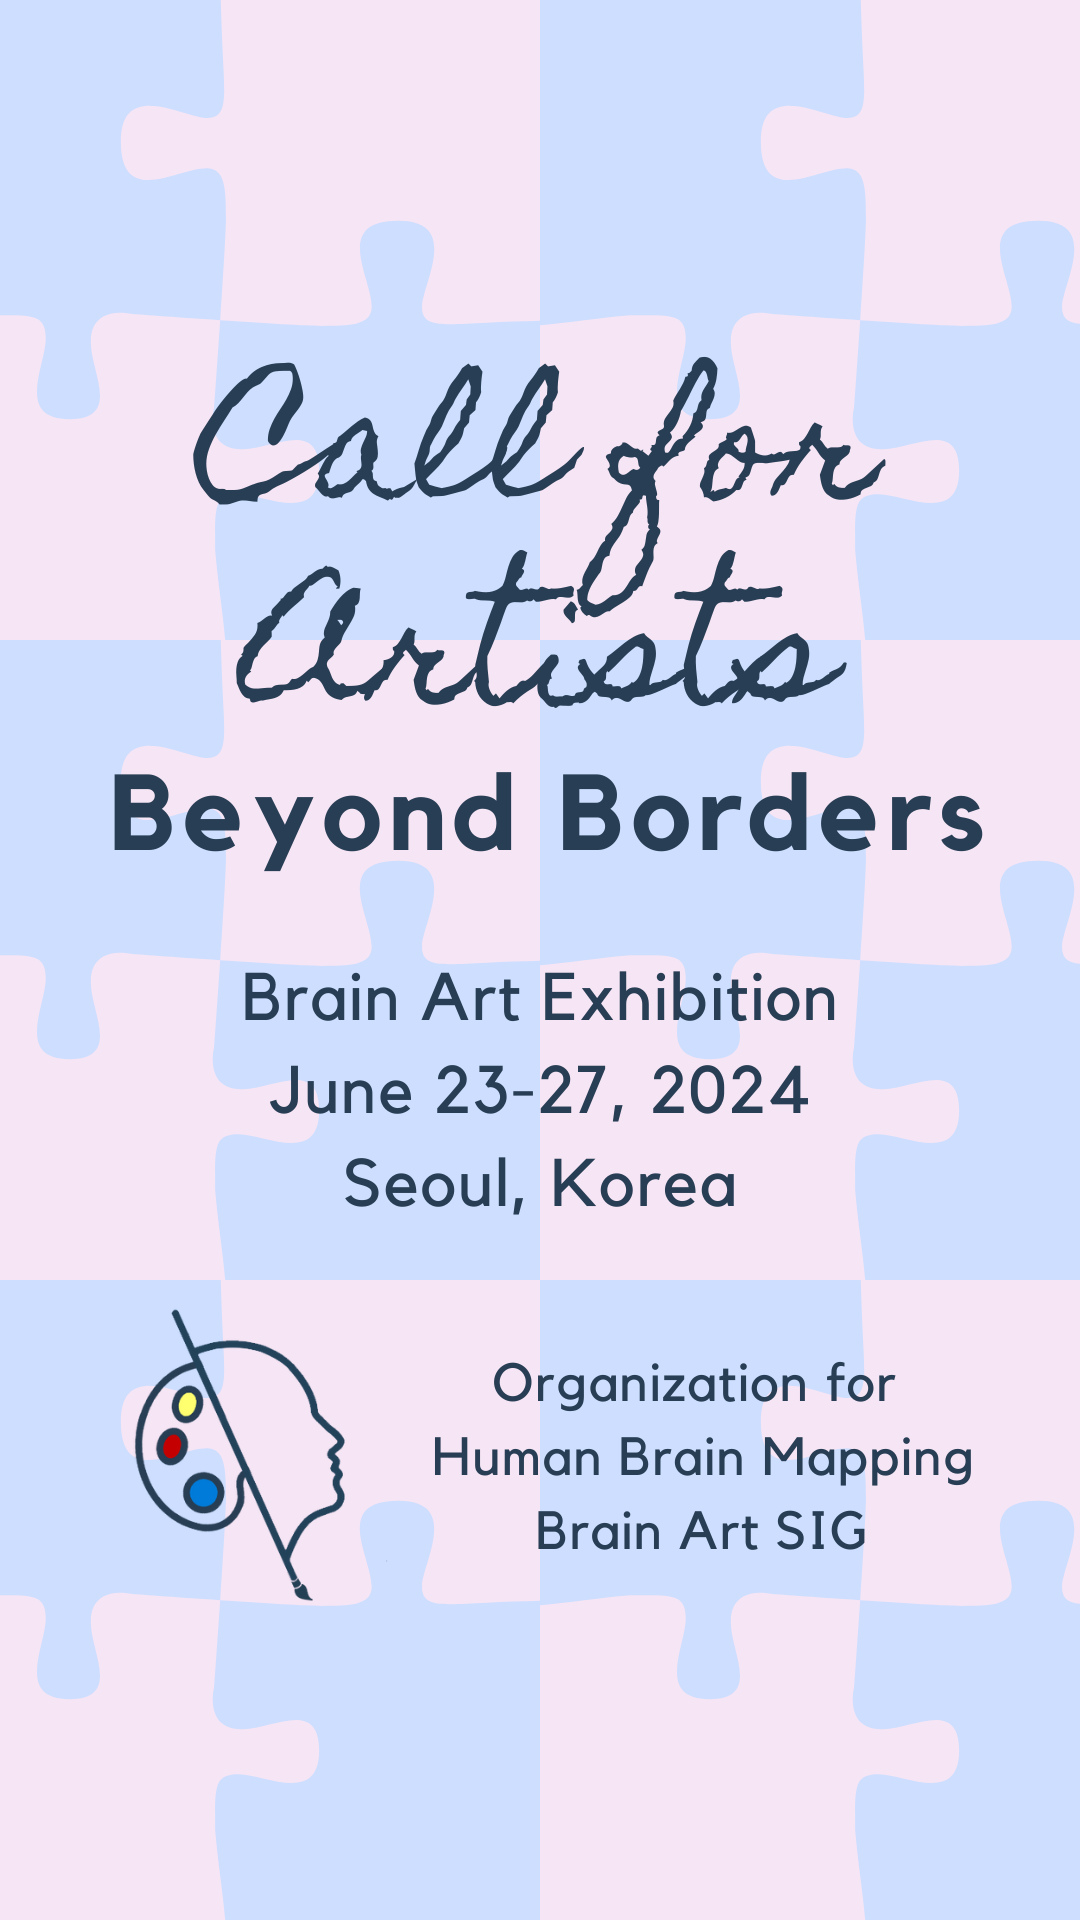 Call for
Artists
Beyond Borders
Brain Art Exhibition
June 23-27, 2024
Seoul, Korea
Organization for
Human Brain Mapping
Brain Art SIG